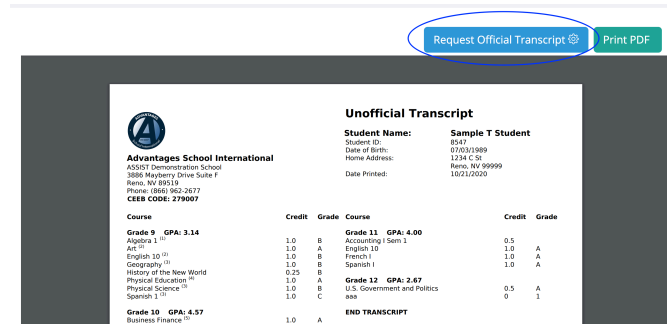 Request Official Transcript
Print PDF
Unofficial Transcript
Student Name: Sample T Student
Student ID: 8547
Date of Birth: 07/03/1989
Home Address: 1234 C St
Reno, NV 99999
Date Printed: 10/21/2020
Advantages School International
ASSIST Demonstration School
3886 Mayberry Drive Suite F
Reno, NV 89519
Phone: (866) 962-2677
CEEB CODE: 279007
Course Credit Grade
Grade 9 GPA: 3.14
Algebra 1 (1) 1.0 B
Art (2) 1.0 A
English 10 (2) 1.0 B
Geography (3) 1.0 B
History of the New World 0.25 B
Physical Education (4) 1.0 A
Physical Science (3) 1.0 B
Spanish 1 (3) 1.0 C
Grade 10 GPA: 4.57
Business Finance (5) 1.0 A
Course Credit Grade
Grade 11 GPA: 4.00
Accounting I Sem 1 0.5
English 10 1.0 A
French I 1.0 A
Spanish I 1.0 A
Grade 12 GPA: 2.67
U.S. Government and Politics 0.5 A
aaa 0 1
END TRANSCRIPT